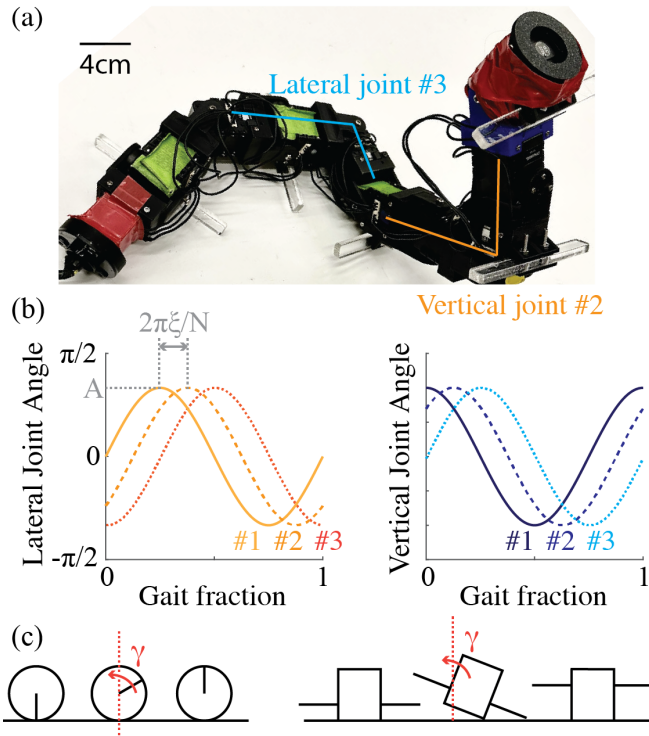 (a)
4cm
Lateral joint #3
Vertical joint #2
(b)
2πξ/N
π/2
A
0
-π/2
Lateral Joint Angle
#1 #2 #3
0 1
Gait fraction
Vertical Joint Angle
#1 #2 #3
0 1
Gait fraction
(c)
γ
γ